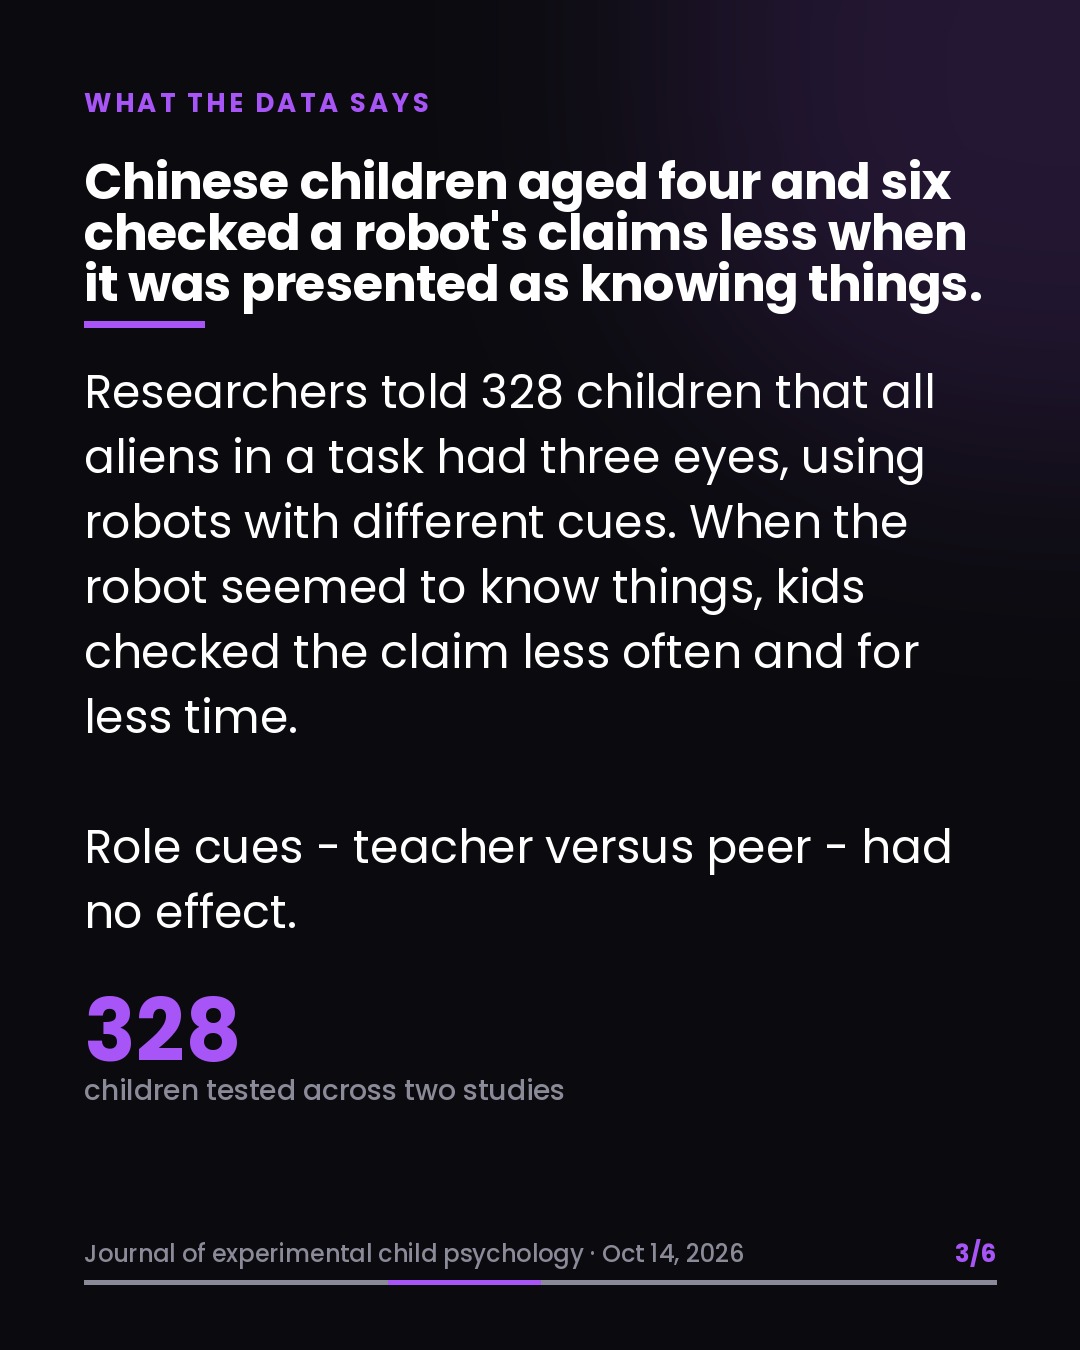 WHAT THE DATA SAYS
Chinese children aged four and six
checked a robot's claims less when
it was presented as knowing things.
Researchers told 328 children that all
aliens in a task had three eyes, using
robots with different cues. When the
robot seemed to know things, kids
checked the claim less often and for
less time.
Role cues - teacher versus peer - had
no effect.
328
children tested across two studies
Journal of experimental child psychology · Oct 14, 2026
3/6